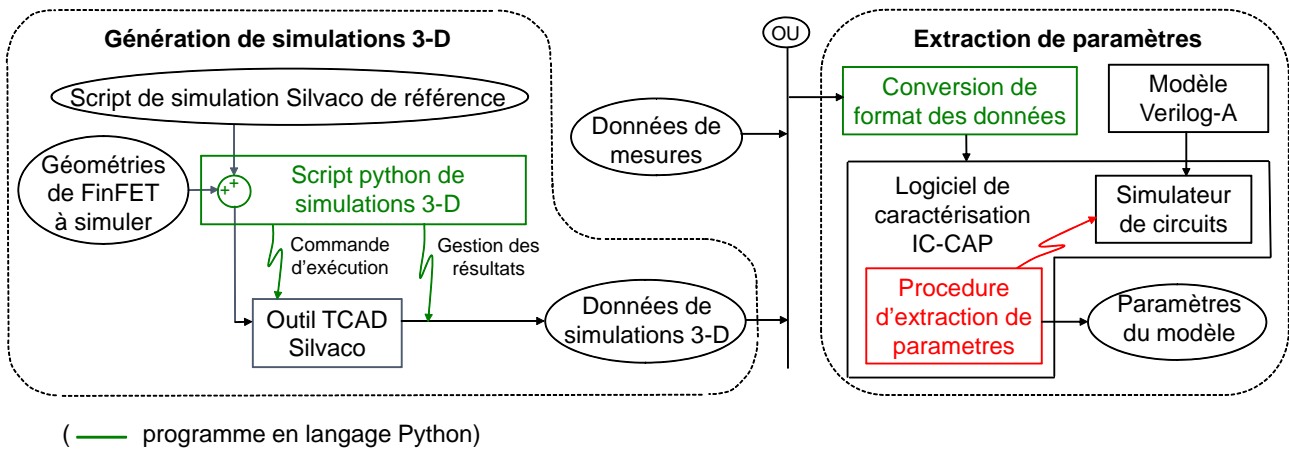 Génération de simulations 3-D
Script de simulation Silvaco de référence
Géométries
de FinFET
à simuler
+
+
Script python de
simulations 3-D
Commande
d'exécution
Gestion des
résultats
Outil TCAD
Silvaco
Données de
simulations 3-D
Données de
mesures
OU
Extraction de paramètres
Conversion de
format des données
Modèle
Verilog-A
Logiciel de
caractérisation
IC-CAP
Simulateur
de circuits
Procedure
d'extraction de
parametres
Paramètres
du modèle
( programme en langage Python)